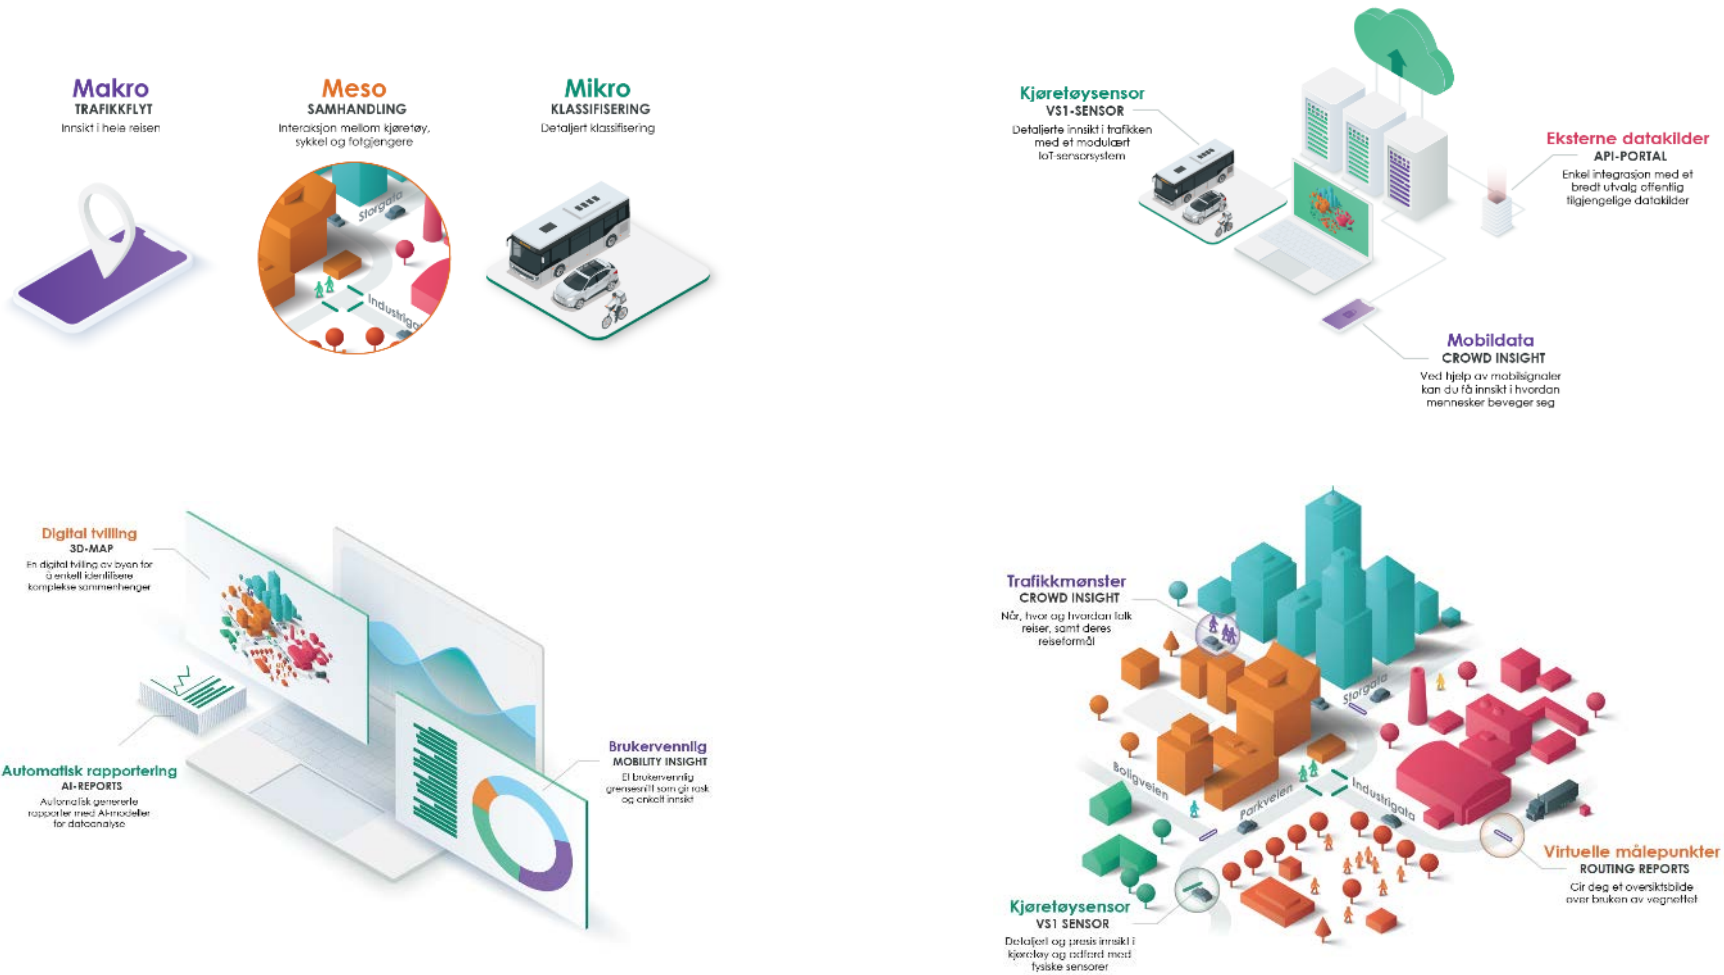 Makro
TRAFIKKFLYT
Innsikt i hele reisen
Meso
SAMHANDLING
Interaksjon mellom kjøretøy,
sykkel og fotgjengere
Storgata
Industriga
Mikro
KLASSIFISERING
Detaljert klassifisering
Kjøretøysensor
VS1-SENSOR
Detaljerte innsikt i trafikken
med et modulært
IoT-sensorsystem
Eksterne datakilder
API-PORTAL
Enkel integrasjon med et
bredt utvalg offentlig
tilgjengelige datakilder
Mobildata
CROWD INSIGHT
Ved hjelp av mobilsignaler
kan du få innsikt i hvordan
mennesker beveger seg
Digital tvilling
3D-MAP
En digital tvilling av byen for
å enkelt identifisere
komplekse sammenhenger
Automatisk rapportering
AI-REPORTS
Automatisk genererte
rapporter med AI-modeller
for dataanalyse
Brukervennlig
MOBILITY INSIGHT
Et brukervennlig
grensesnitt som gir rask
og enkelt innsikt
Trafikkmønster
CROWD INSIGHT
Når, hvor og hvordan folk
reiser, samt deres
reiseformål
Storgata
Boligveien
Parkveien
Industrigata
Virtuelle målepunkter
ROUTING REPORTS
Gir deg et oversiktsbilde
over bruken av vegnettet
Kjøretøysensor
VS1 SENSOR
Detaljert og presis innsikt i
kjøretøy og adferd med
fysiske sensorer